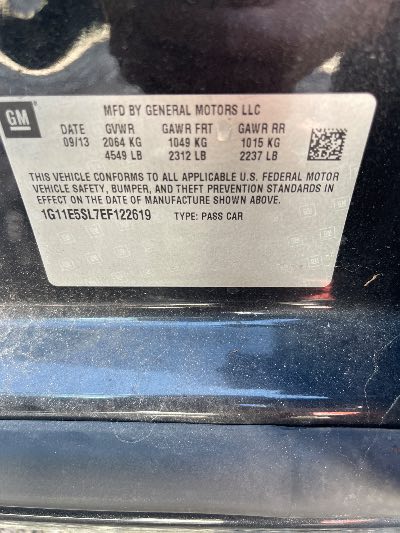 GM
MFD BY GENERAL MOTORS LLC
DATE GVWR GAWR FRT GAWR RR
09/13 2064 KG 1049 KG 1015 KG
4549 LB 2312 LB 2237 LB
THIS VEHICLE CONFORMS TO ALL APPLICABLE U.S. FEDERAL MOTOR
VEHICLE SAFETY, BUMPER, AND THEFT PREVENTION STANDARDS IN
EFFECT ON THE DATE OF MANUFACTURE SHOWN ABOVE.
1G11E5SL7EF122619 TYPE: PASS CAR